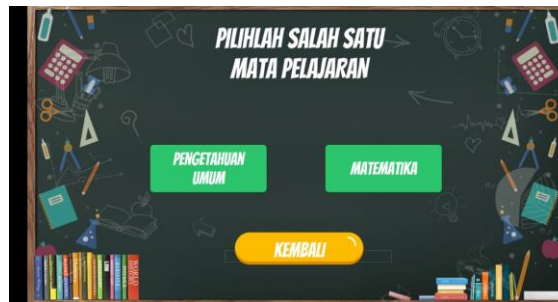 PILIHLAH SALAH SATU
MATA PELAJARAN
PENGETAHUAN
UMUM
MATEMATIKA
KEMBALI